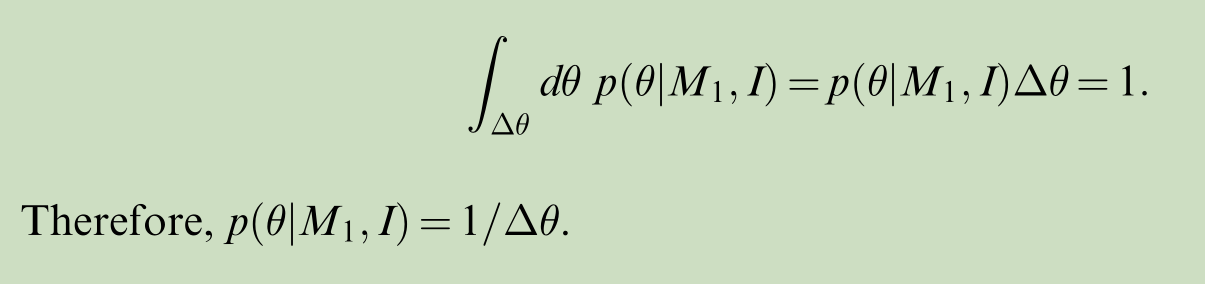 ∫_Δθ dθ p(θ|M₁, I) = p(θ|M₁, I)Δθ = 1.
Therefore, p(θ|M₁, I) = 1/Δθ.